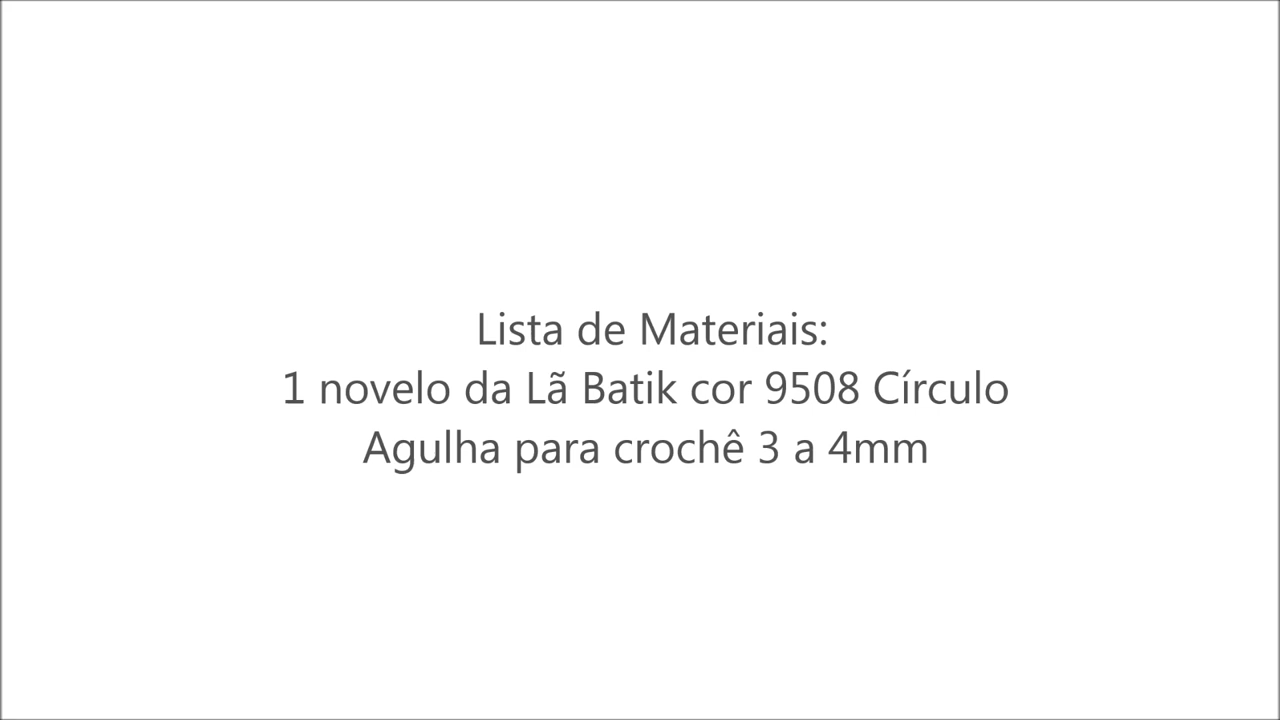 Lista de Materiais:
1 novelo da Lã Batik cor 9508 Círculo
Agulha para crochê 3 a 4mm